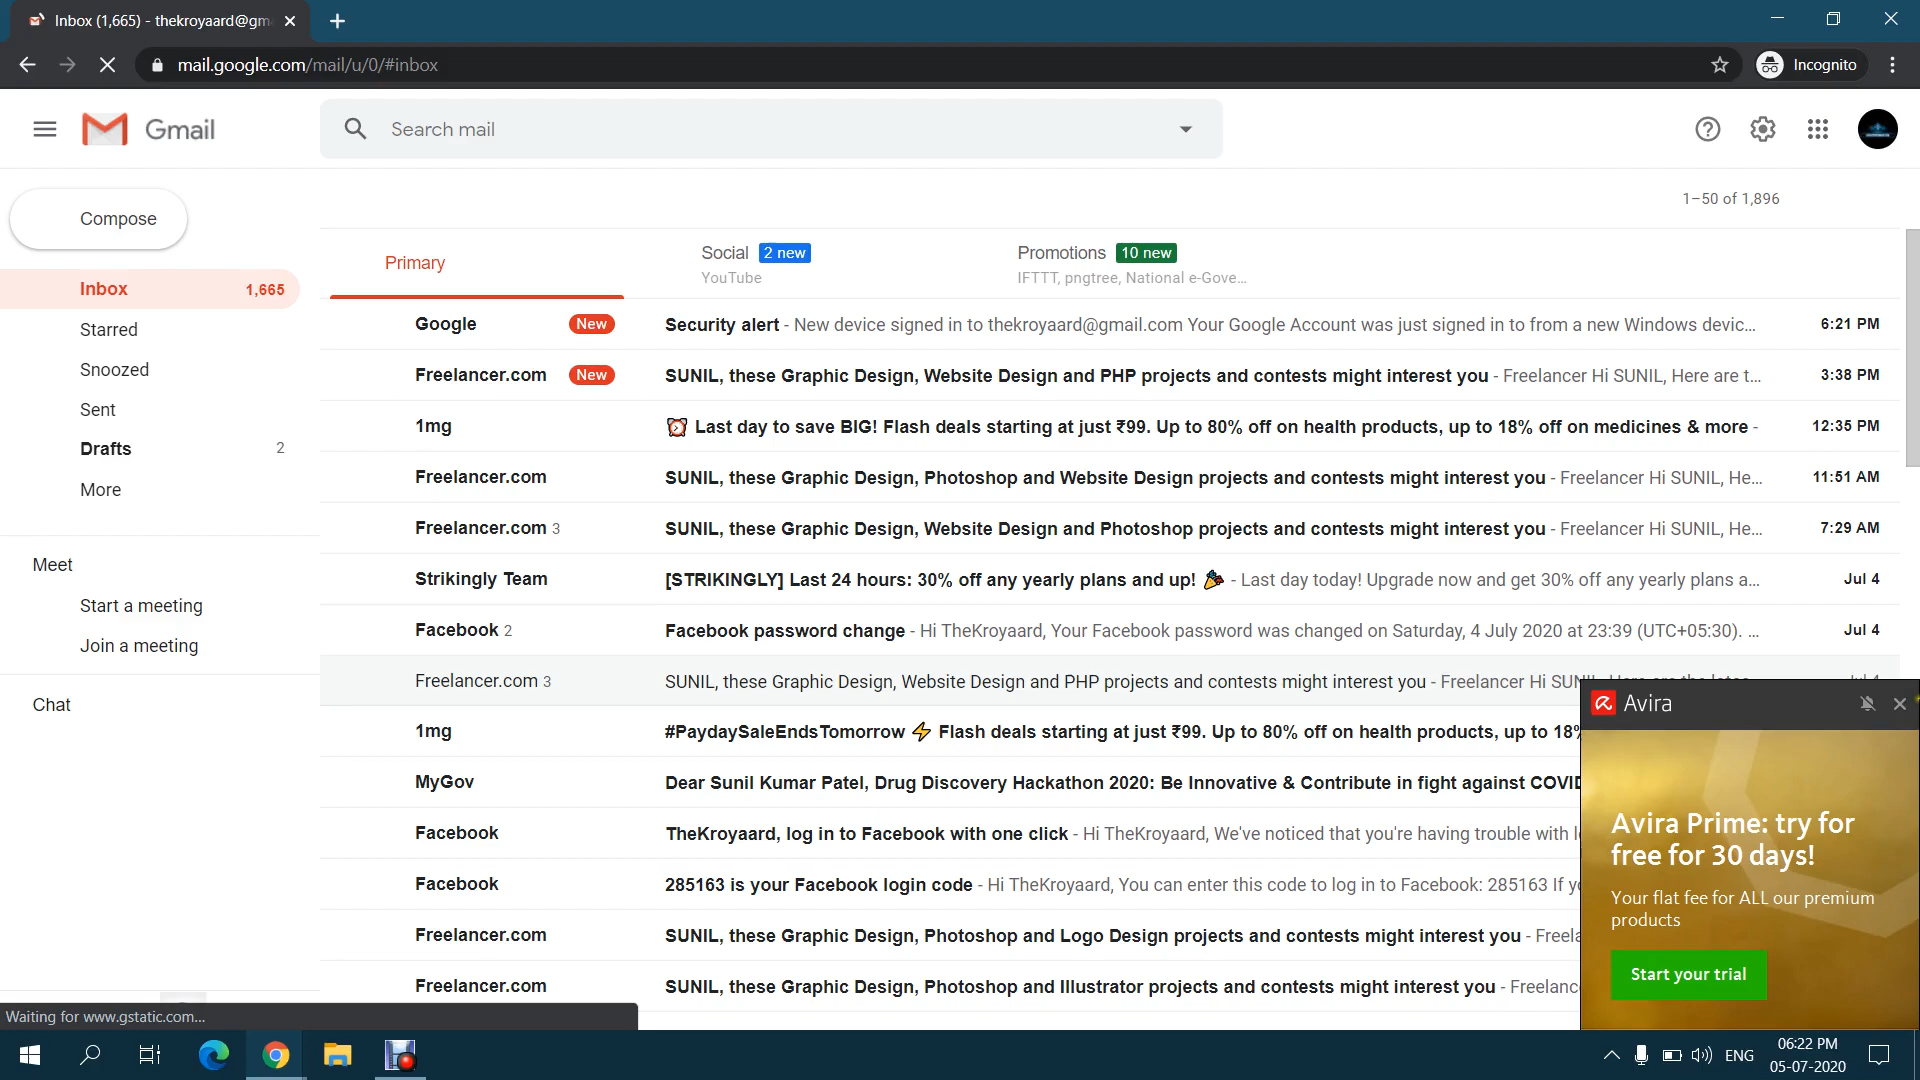 Inbox (1,665) - thekroyaard@gm
mail.google.com/mail/u/0/#inbox
Incognito
Gmail
Search mail
Compose
1–50 of 1,896
Primary
Social 2 new
YouTube
Promotions 10 new
IFTTT, pngtree, National e-Gove...
Inbox 1,665
Starred
Snoozed
Sent
Drafts 2
More
Meet
Start a meeting
Join a meeting
Chat
Google New Security alert - New device signed in to thekroyaard@gmail.com Your Google Account was just signed in to from a new Windows devic... 6:21 PM
Freelancer.com New SUNIL, these Graphic Design, Website Design and PHP projects and contests might interest you - Freelancer Hi SUNIL, Here are t... 3:38 PM
1mg ⏰ Last day to save BIG! Flash deals starting at just ₹99. Up to 80% off on health products, up to 18% off on medicines & more - 12:35 PM
Freelancer.com SUNIL, these Graphic Design, Photoshop and Website Design projects and contests might interest you - Freelancer Hi SUNIL, He... 11:51 AM
Freelancer.com 3 SUNIL, these Graphic Design, Website Design and Photoshop projects and contests might interest you - Freelancer Hi SUNIL, He... 7:29 AM
Strikingly Team [STRIKINGLY] Last 24 hours: 30% off any yearly plans and up! 🎉 - Last day today! Upgrade now and get 30% off any yearly plans a... Jul 4
Facebook 2 Facebook password change - Hi TheKroyaard, Your Facebook password was changed on Saturday, 4 July 2020 at 23:39 (UTC+05:30). ... Jul 4
Freelancer.com 3 SUNIL, these Graphic Design, Website Design and PHP projects and contests might interest you - Freelancer Hi
1mg #PaydaySaleEndsTomorrow ⚡ Flash deals starting at just ₹99. Up to 80% off on health products, up to 18%
MyGov Dear Sunil Kumar Patel, Drug Discovery Hackathon 2020: Be Innovative & Contribute in fight against COVID
Facebook TheKroyaard, log in to Facebook with one click - Hi TheKroyaard, We've noticed that you're having trouble with
Facebook 285163 is your Facebook login code - Hi TheKroyaard, You can enter this code to log in to Facebook: 285163 If
Freelancer.com SUNIL, these Graphic Design, Photoshop and Logo Design projects and contests might interest you - Freela
Freelancer.com SUNIL, these Graphic Design, Photoshop and Illustrator projects and contests might interest you - Freelanc
Avira
Avira Prime: try for
free for 30 days!
Your flat fee for ALL our premium
products
Start your trial
Waiting for www.gstatic.com...
ENG
06:22 PM
05-07-2020